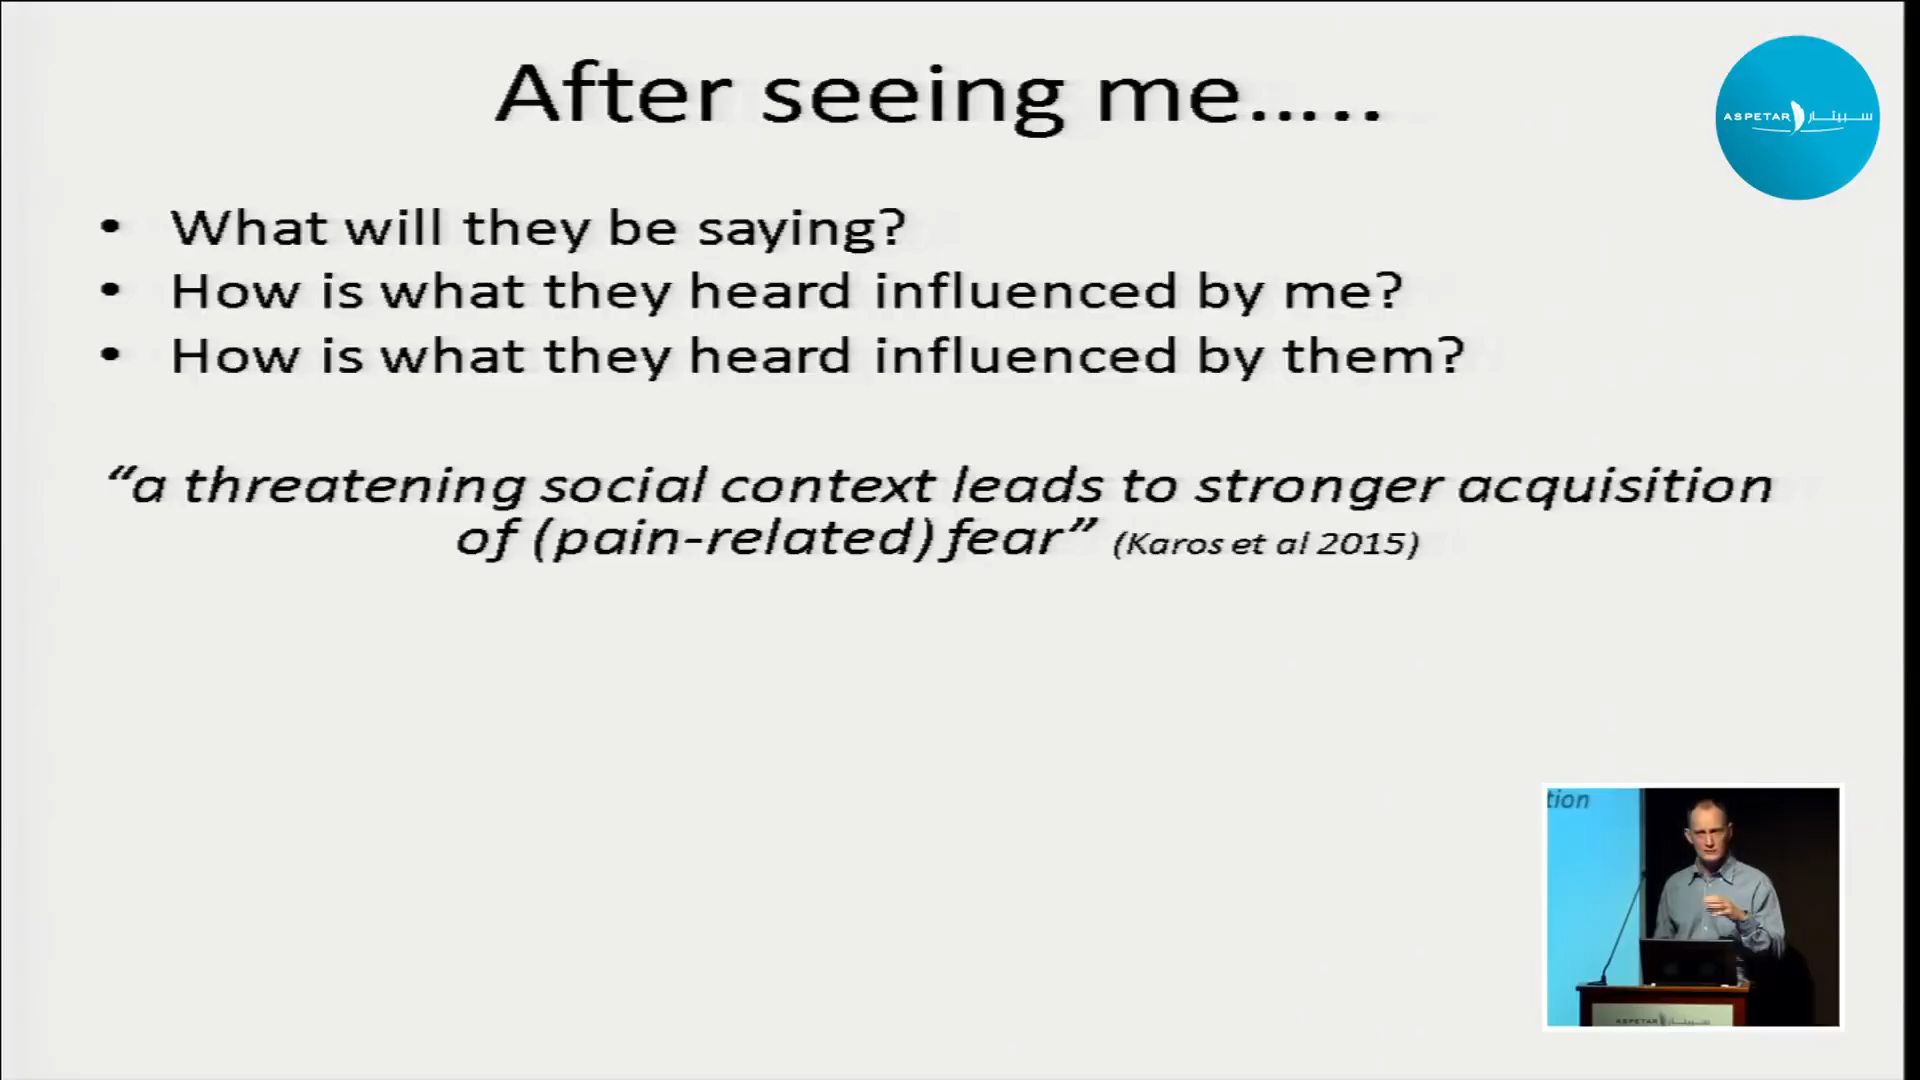 After seeing me.....
ASPETAR سبيتار
• What will they be saying?
• How is what they heard influenced by me?
• How is what they heard influenced by them?
“a threatening social context leads to stronger acquisition
of (pain-related) fear” (Karos et al 2015)
tion
ASPETAR سبيتار